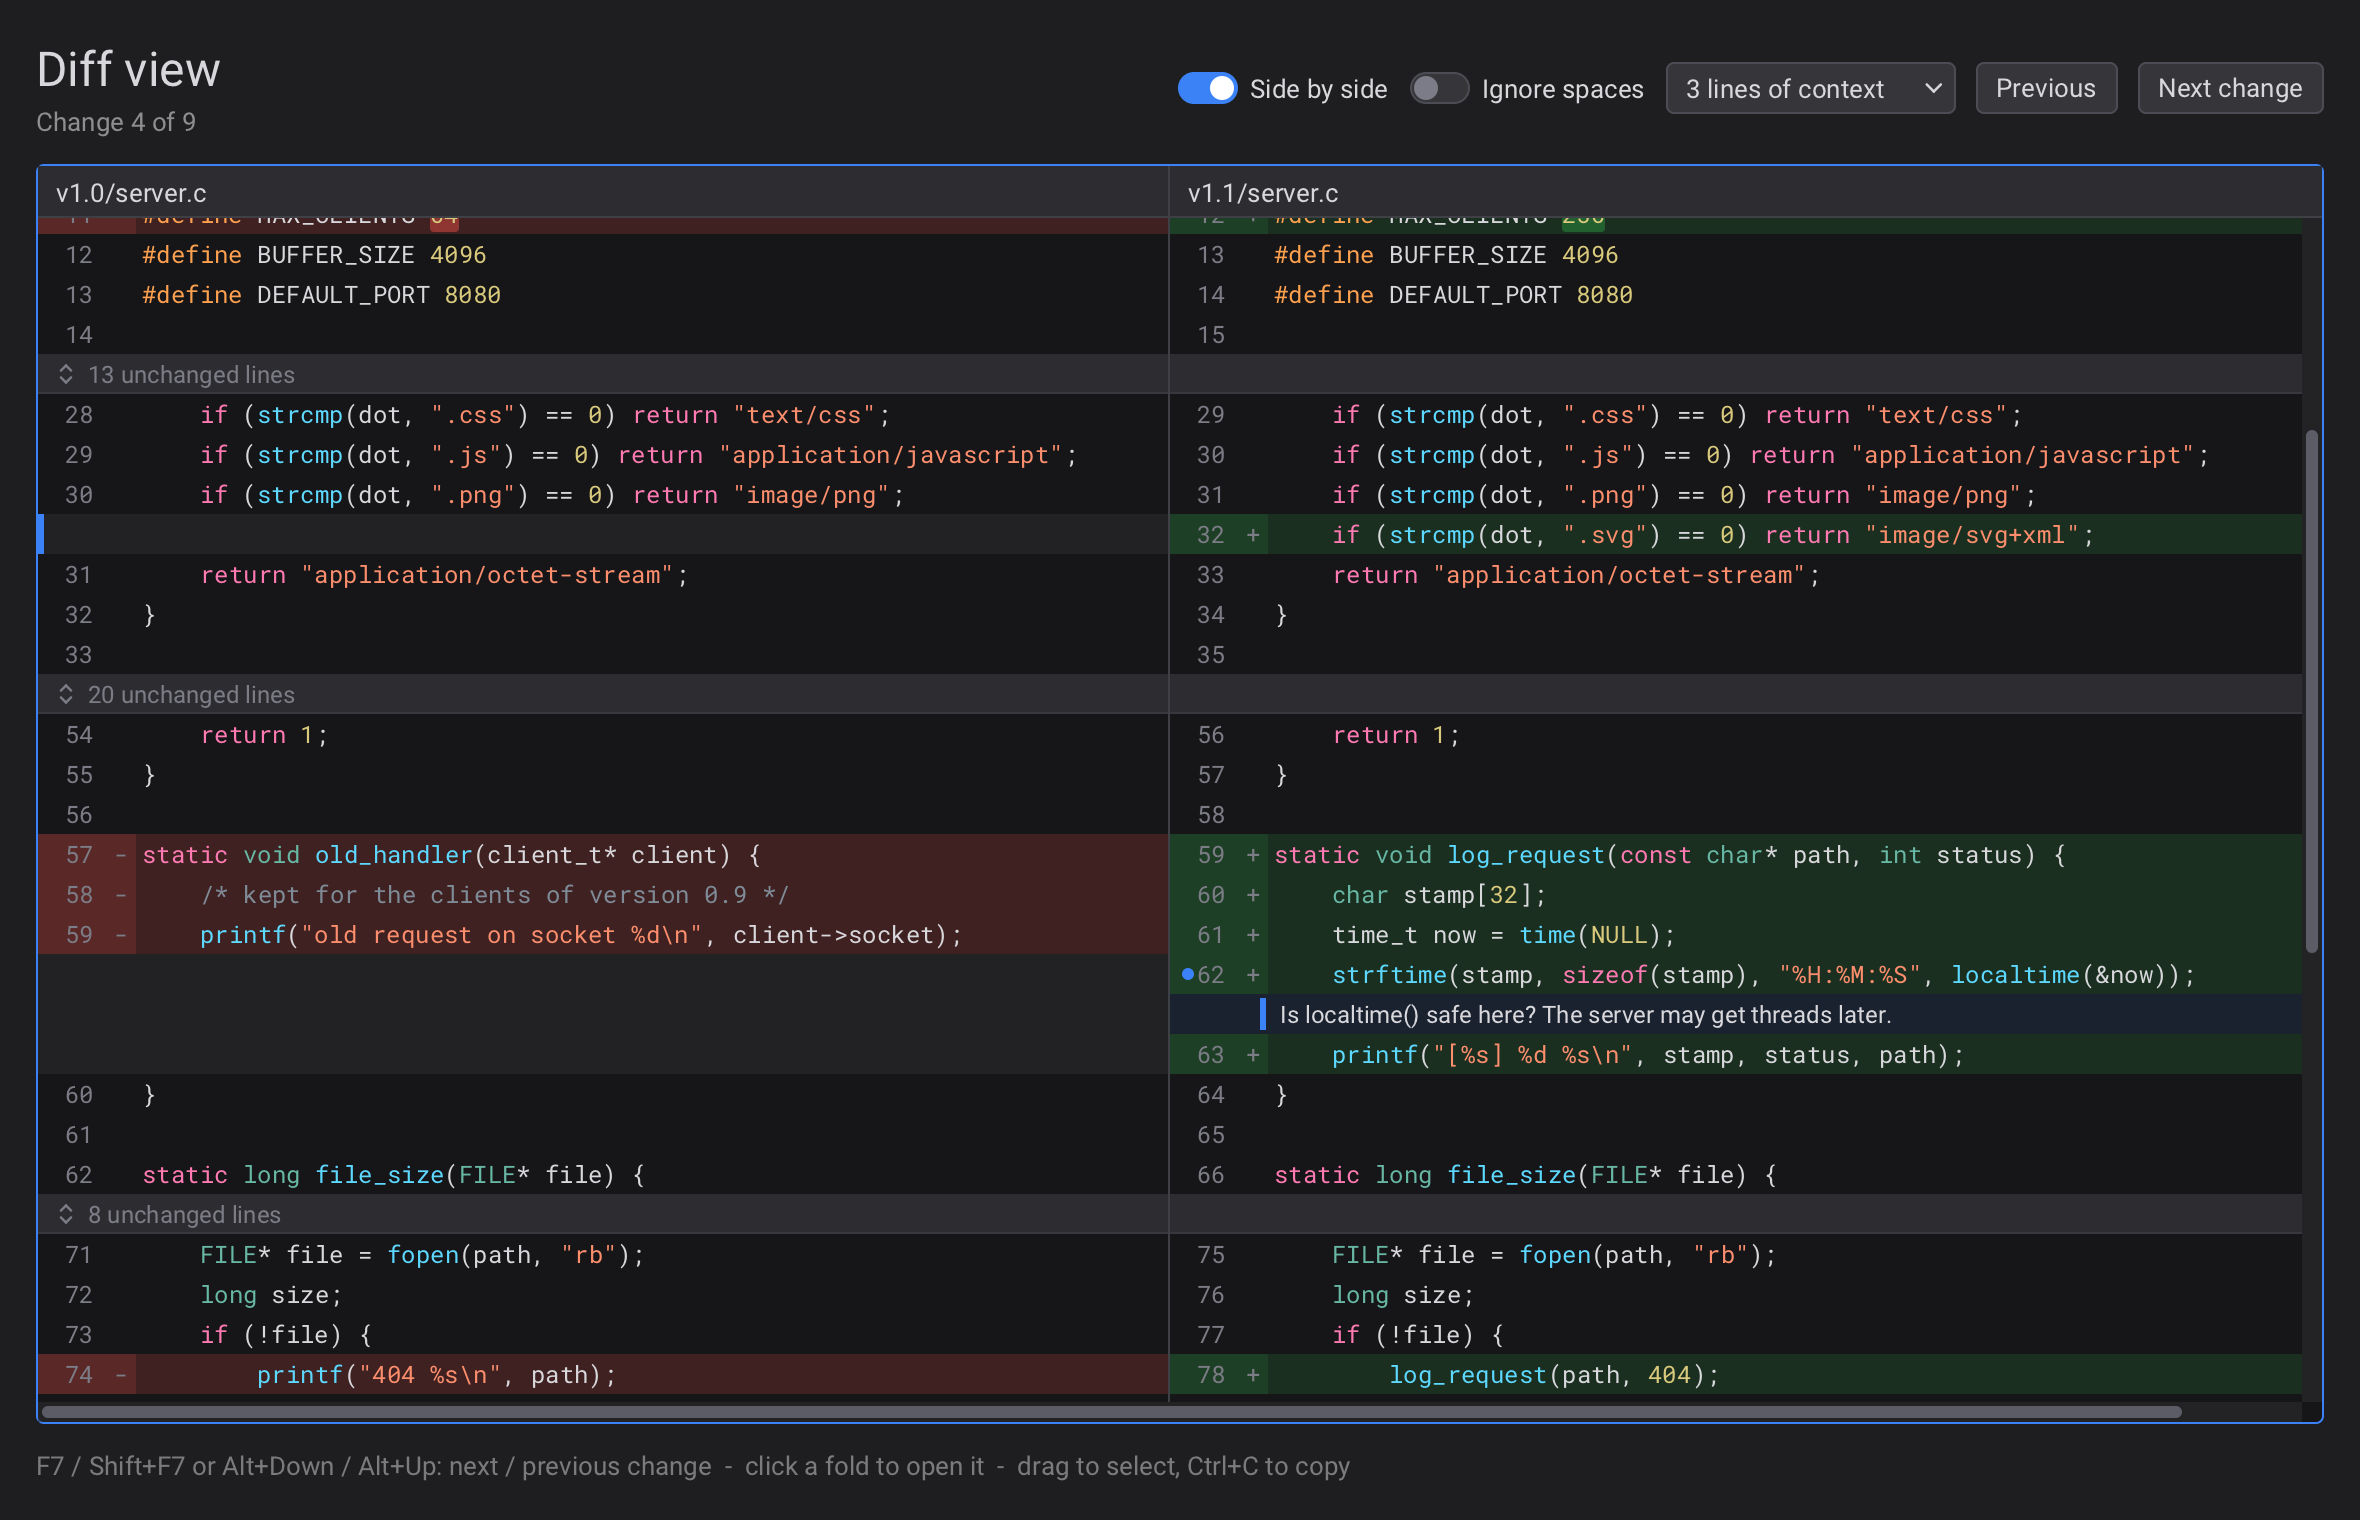 Diff view
Change 4 of 9
Side by side
Ignore spaces
3 lines of context
Previous
Next change
v1.0/server.c
12 #define BUFFER_SIZE 4096
13 #define DEFAULT_PORT 8080
14
13 unchanged lines
28     if (strcmp(dot, ".css") == 0) return "text/css";
29     if (strcmp(dot, ".js") == 0) return "application/javascript";
30     if (strcmp(dot, ".png") == 0) return "image/png";
31     return "application/octet-stream";
32 }
33
20 unchanged lines
54     return 1;
55 }
56
57 - static void old_handler(client_t* client) {
58 -     /* kept for the clients of version 0.9 */
59 -     printf("old request on socket %d\n", client->socket);
60 }
61
62 static long file_size(FILE* file) {
8 unchanged lines
71     FILE* file = fopen(path, "rb");
72     long size;
73     if (!file) {
74 -         printf("404 %s\n", path);
v1.1/server.c
13 #define BUFFER_SIZE 4096
14 #define DEFAULT_PORT 8080
15
29     if (strcmp(dot, ".css") == 0) return "text/css";
30     if (strcmp(dot, ".js") == 0) return "application/javascript";
31     if (strcmp(dot, ".png") == 0) return "image/png";
32 +     if (strcmp(dot, ".svg") == 0) return "image/svg+xml";
33     return "application/octet-stream";
34 }
35
56     return 1;
57 }
58
59 + static void log_request(const char* path, int status) {
60 +     char stamp[32];
61 +     time_t now = time(NULL);
62 +     strftime(stamp, sizeof(stamp), "%H:%M:%S", localtime(&now));
Is localtime() safe here? The server may get threads later.
63 +     printf("[%s] %d %s\n", stamp, status, path);
64 }
65
66 static long file_size(FILE* file) {
75     FILE* file = fopen(path, "rb");
76     long size;
77     if (!file) {
78 +         log_request(path, 404);
F7 / Shift+F7 or Alt+Down / Alt+Up: next / previous change - click a fold to open it - drag to select, Ctrl+C to copy